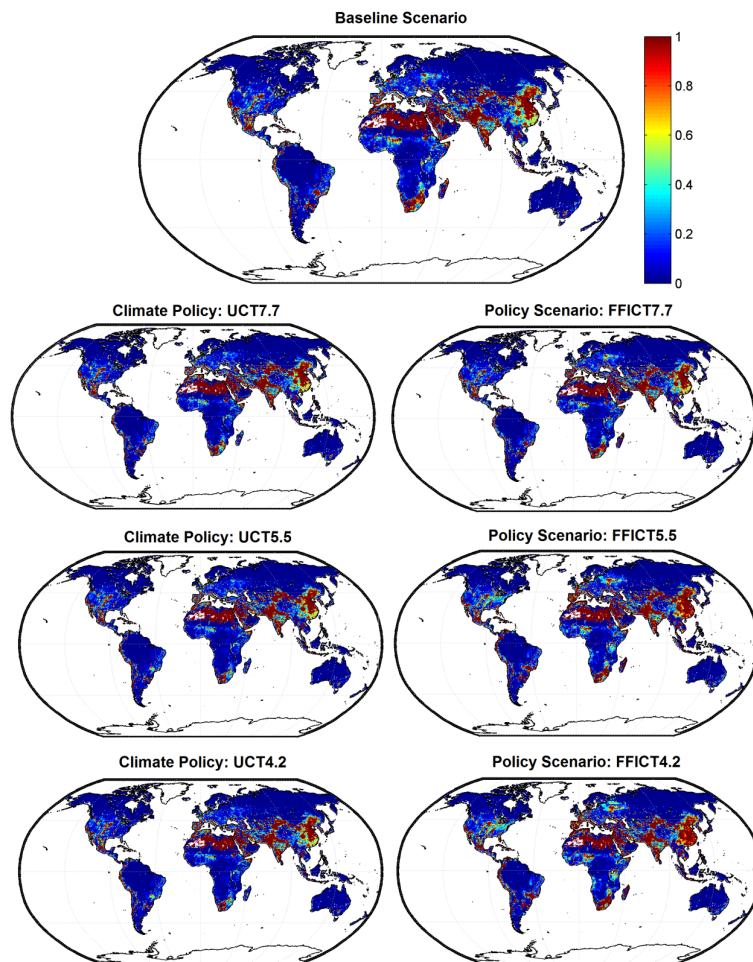 Baseline Scenario
1
0.8
0.6
0.4
0.2
0
Climate Policy: UCT7.7
Policy Scenario: FFICT7.7
Climate Policy: UCT5.5
Policy Scenario: FFICT5.5
Climate Policy: UCT4.2
Policy Scenario: FFICT4.2